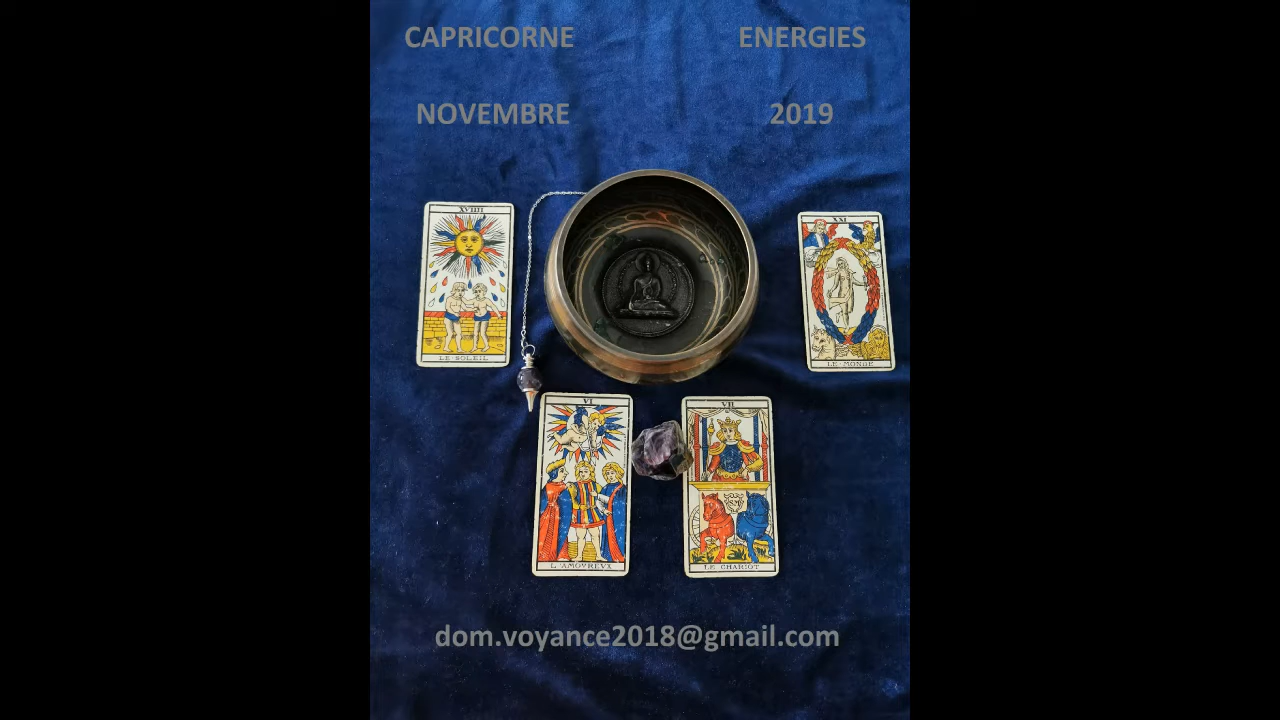 CAPRICORNE ENERGIES
NOVEMBRE 2019
XVIIII
LE·SOLEIL
XXI
LE·MONDE
VI
L'AMOVREVX
VII
LE·CHARIOT
dom.voyance2018@gmail.com